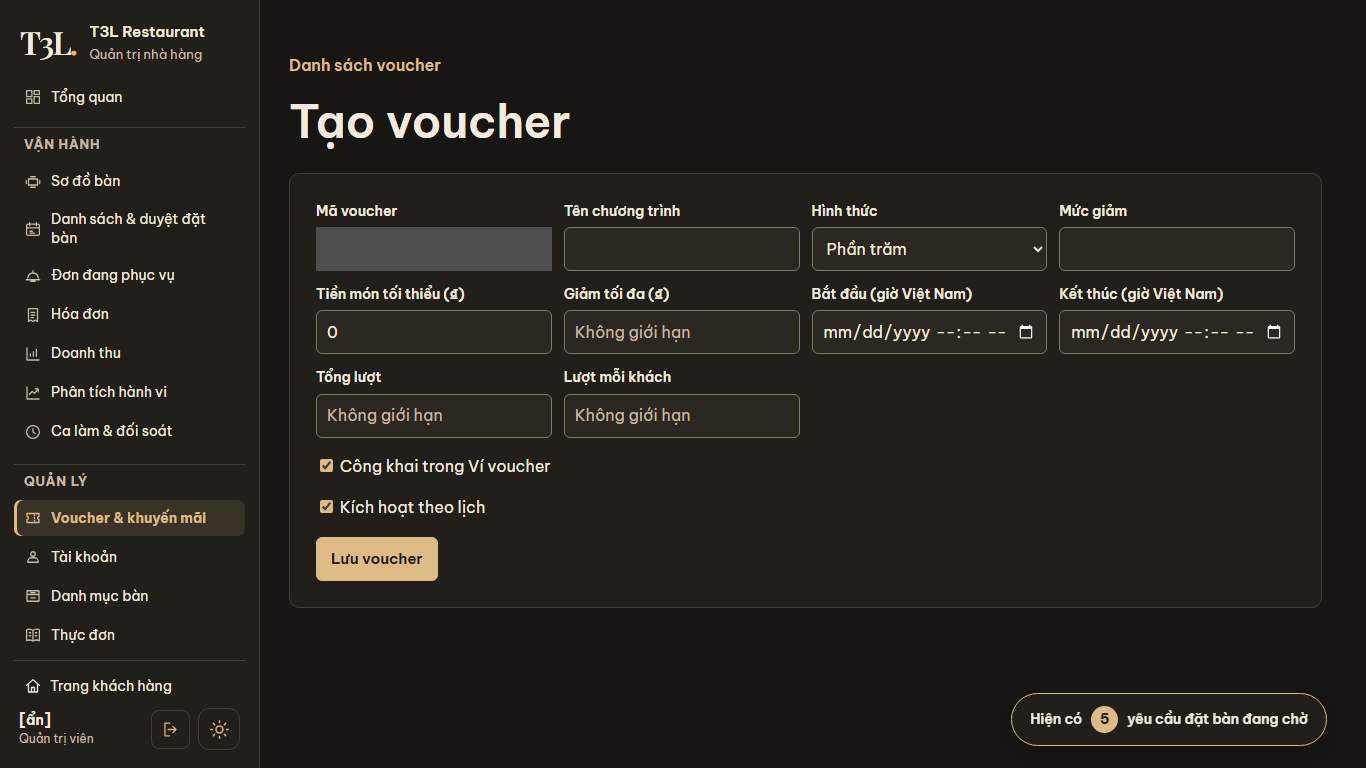 T3L.
T3L Restaurant
Quản trị nhà hàng
Tổng quan
VẬN HÀNH
Sơ đồ bàn
Danh sách & duyệt đặt
bàn
Đơn đang phục vụ
Hóa đơn
Doanh thu
Phân tích hành vi
Ca làm & đối soát
QUẢN LÝ
Voucher & khuyến mãi
Tài khoản
Danh mục bàn
Thực đơn
Trang khách hàng
[ẩn]
Quản trị viên
Danh sách voucher
Tạo voucher
Mã voucher
Tên chương trình
Hình thức
Phần trăm
Mức giảm
Tiền món tối thiểu (₫)
0
Giảm tối đa (₫)
Không giới hạn
Bắt đầu (giờ Việt Nam)
mm/dd/yyyy --:-- --
Kết thúc (giờ Việt Nam)
mm/dd/yyyy --:-- --
Tổng lượt
Không giới hạn
Lượt mỗi khách
Không giới hạn
Công khai trong Ví voucher
Kích hoạt theo lịch
Lưu voucher
Hiện có 5 yêu cầu đặt bàn đang chờ